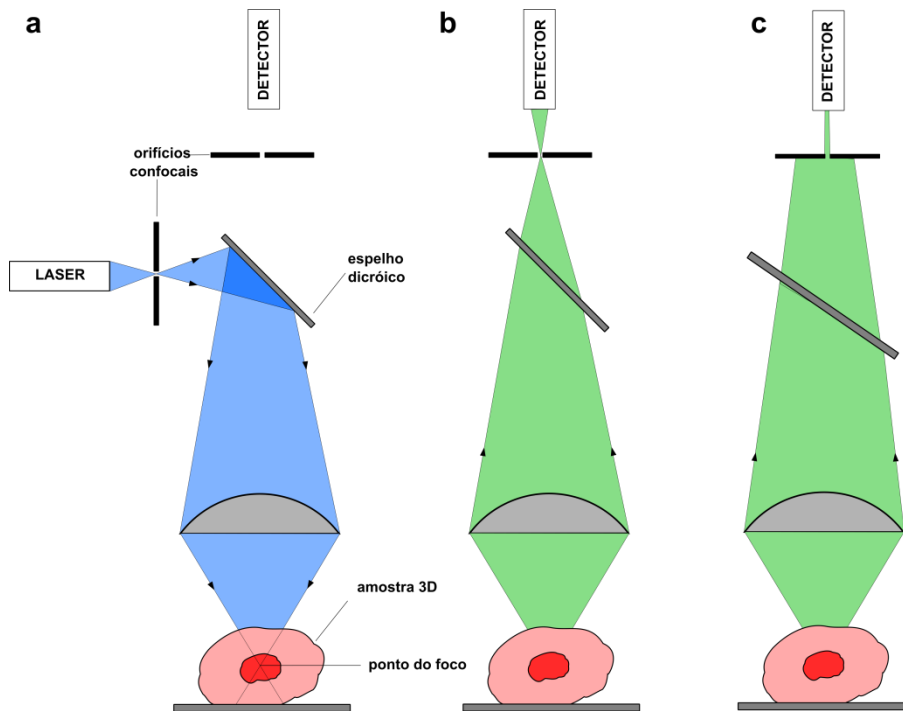 a
b
c
DETECTOR
DETECTOR
DETECTOR
orifícios
confocais
LASER
espelho
dicróico
amostra 3D
ponto do foco